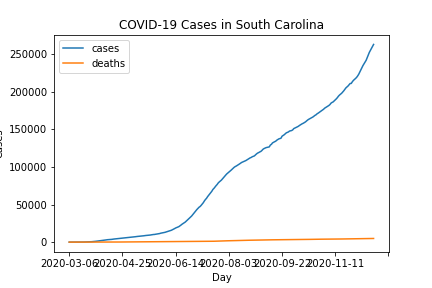 COVID-19 Cases in South Carolina
cases
deaths
250000
200000
150000
100000
50000
0
2020-03-06 2020-04-25 2020-06-14 2020-08-03 2020-09-22 2020-11-11
Day